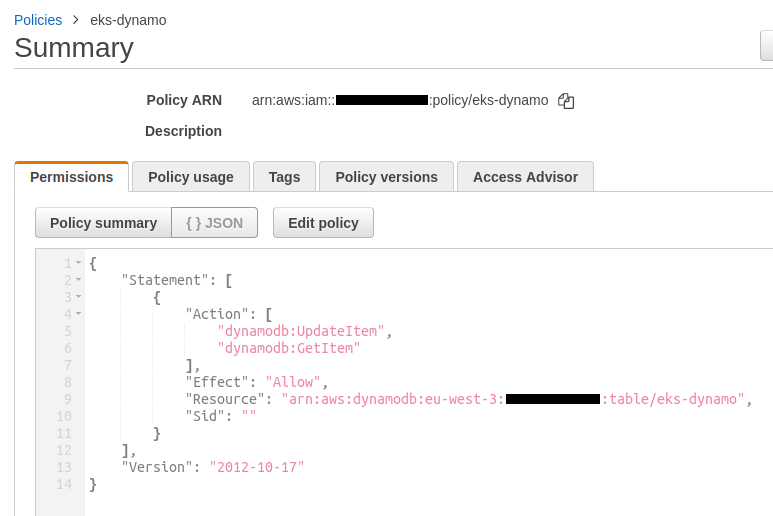 Policies > eks-dynamo
Summary
Policy ARN arn:aws:iam:: :policy/eks-dynamo
Description
Permissions Policy usage Tags Policy versions Access Advisor
Policy summary { } JSON Edit policy
1 {
2 "Statement": [
3 {
4 "Action": [
5 "dynamodb:UpdateItem",
6 "dynamodb:GetItem"
7 ],
8 "Effect": "Allow",
9 "Resource": "arn:aws:dynamodb:eu-west-3: :table/eks-dynamo",
10 "Sid": ""
11 }
12 ],
13 "Version": "2012-10-17"
14 }